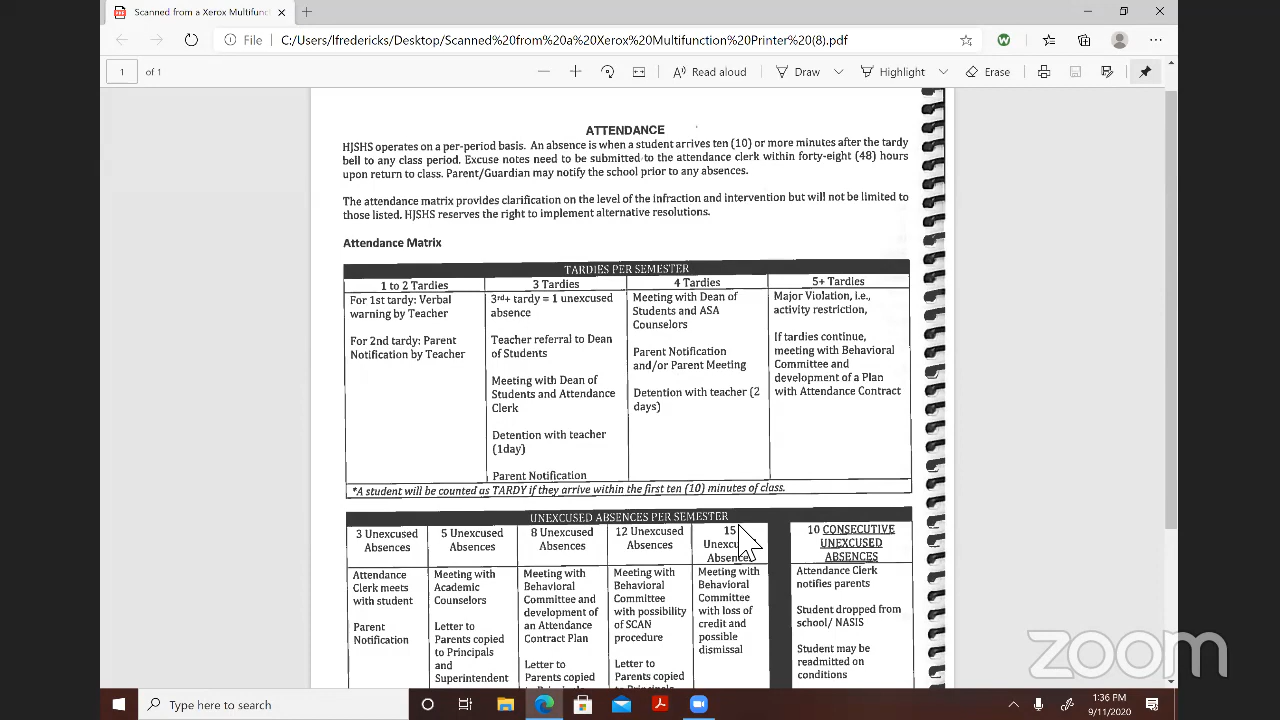 Scanned from a Xerox Multifunct
File
C:/Users/lfredericks/Desktop/Scanned%20from%20a%20Xerox%20Multifunction%20Printer%20(8).pdf
1 of 1
Read aloud
Draw
Highlight
Erase
ATTENDANCE
HJSHS operates on a per-period basis. An absence is when a student arrives ten (10) or more minutes after the tardy
bell to any class period. Excuse notes need to be submitted to the attendance clerk within forty-eight (48) hours
upon return to class. Parent/Guardian may notify the school prior to any absences.
The attendance matrix provides clarification on the level of the infraction and intervention but will not be limited to
those listed. HJSHS reserves the right to implement alternative resolutions.
Attendance Matrix
TARDIES PER SEMESTER
1 to 2 Tardies
For 1st tardy: Verbal
warning by Teacher
For 2nd tardy: Parent
Notification by Teacher
3 Tardies
3rd+ tardy = 1 unexcused
absence
Teacher referral to Dean
of Students
Meeting with Dean of
Students and Attendance
Clerk
Detention with teacher
(1day)
Parent Notification
4 Tardies
Meeting with Dean of
Students and ASA
Counselors
Parent Notification
and/or Parent Meeting
Detention with teacher (2
days)
5+ Tardies
Major Violation, i.e.,
activity restriction,
If tardies continue,
meeting with Behavioral
Committee and
development of a Plan
with Attendance Contract
*A student will be counted as TARDY if they arrive within the first ten (10) minutes of class.
UNEXCUSED ABSENCES PER SEMESTER
3 Unexcused
Absences
Attendance
Clerk meets
with student
Parent
Notification
5 Unexcused
Absences
Meeting with
Academic
Counselors
Letter to
Parents copied
to Principals
and
Superintendent
8 Unexcused
Absences
Meeting with
Behavioral
Committee and
development of
an Attendance
Contract Plan
Letter to
Parents copied
to Principals
12 Unexcused
Absences
Meeting with
Behavioral
Committee
with possibility
of SCAN
procedure
Letter to
Parents copied
to Principals
15
Unexcu
Absence
Meeting with
Behavioral
Committee
with loss of
credit and
possible
dismissal
10 CONSECUTIVE
UNEXCUSED
ABSENCES
Attendance Clerk
notifies parents
Student dropped from
school/ NASIS
Student may be
readmitted on
conditions
zoom
Type here to search
1:36 PM
9/11/2020